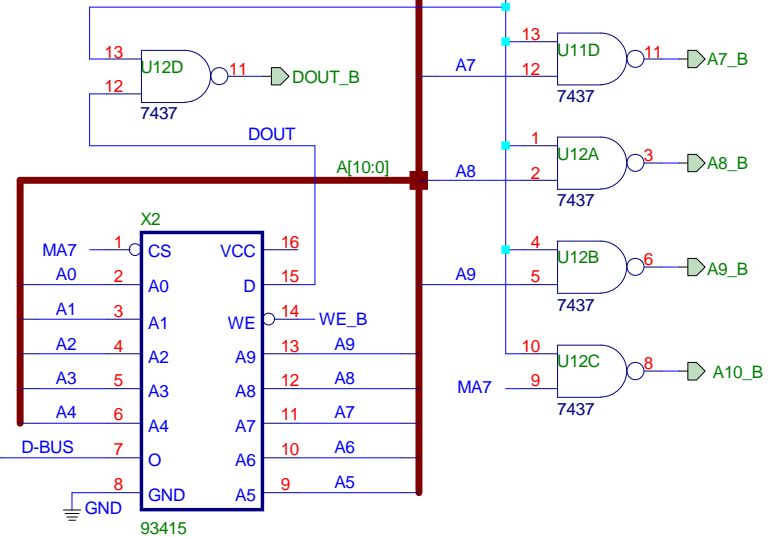 13
U12D
11
DOUT_B
12
7437
DOUT
A[10:0]
13
U11D
11
A7_B
A7
12
7437
1
U12A
3
A8_B
A8
2
7437
4
U12B
6
A9_B
A9
5
7437
10
U12C
8
A10_B
MA7
9
7437
X2
MA7
1
CS
VCC
16
A0
2
A0
D
15
A1
3
A1
WE
14
WE_B
A2
4
A2
A9
13
A9
A3
5
A3
A8
12
A8
A4
6
A4
A7
11
A7
D-BUS
7
O
A6
10
A6
8
GND
GND
A5
9
A5
93415